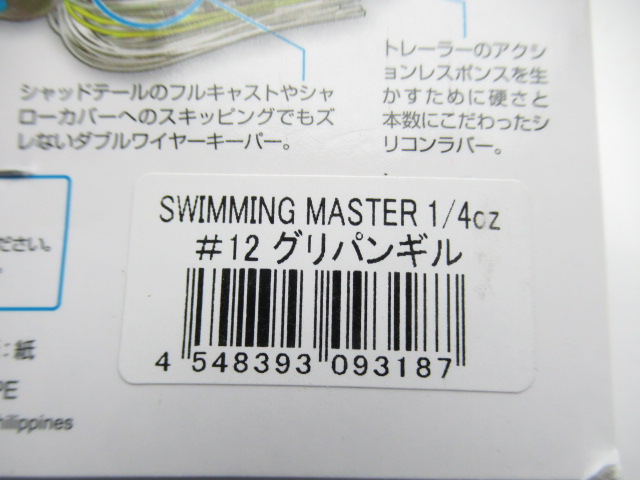 シャッドテールのフルキャストやシャ
ローカバーへのスキッピングでもズ
レないダブルワイヤーキーパー。
トレーラーのアクシ
ョンレスポンスを生
かすために硬さと
本数にこだわったシ
リコンラバー。
SWIMMING MASTER 1/4oz
#12 グリパンギル
4 548393 093187
ださい。
:紙
PE
hilippines